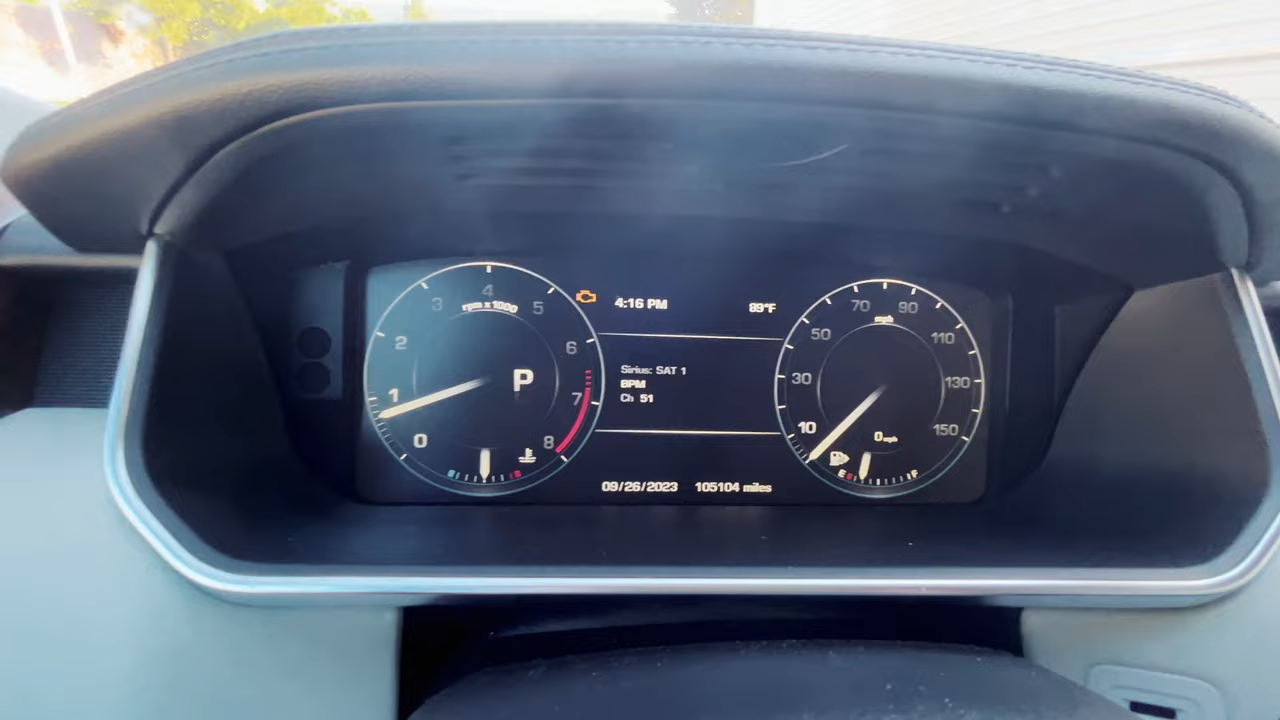 4:16 PM
89°F
Sirius: SAT 1
BPM
Ch 51
09/26/2023 105104 miles
0
1
2
3
4
5
6
7
8
rpm x 1000
P
10
30
50
70
90
110
130
150
mph
0 mph
E
F